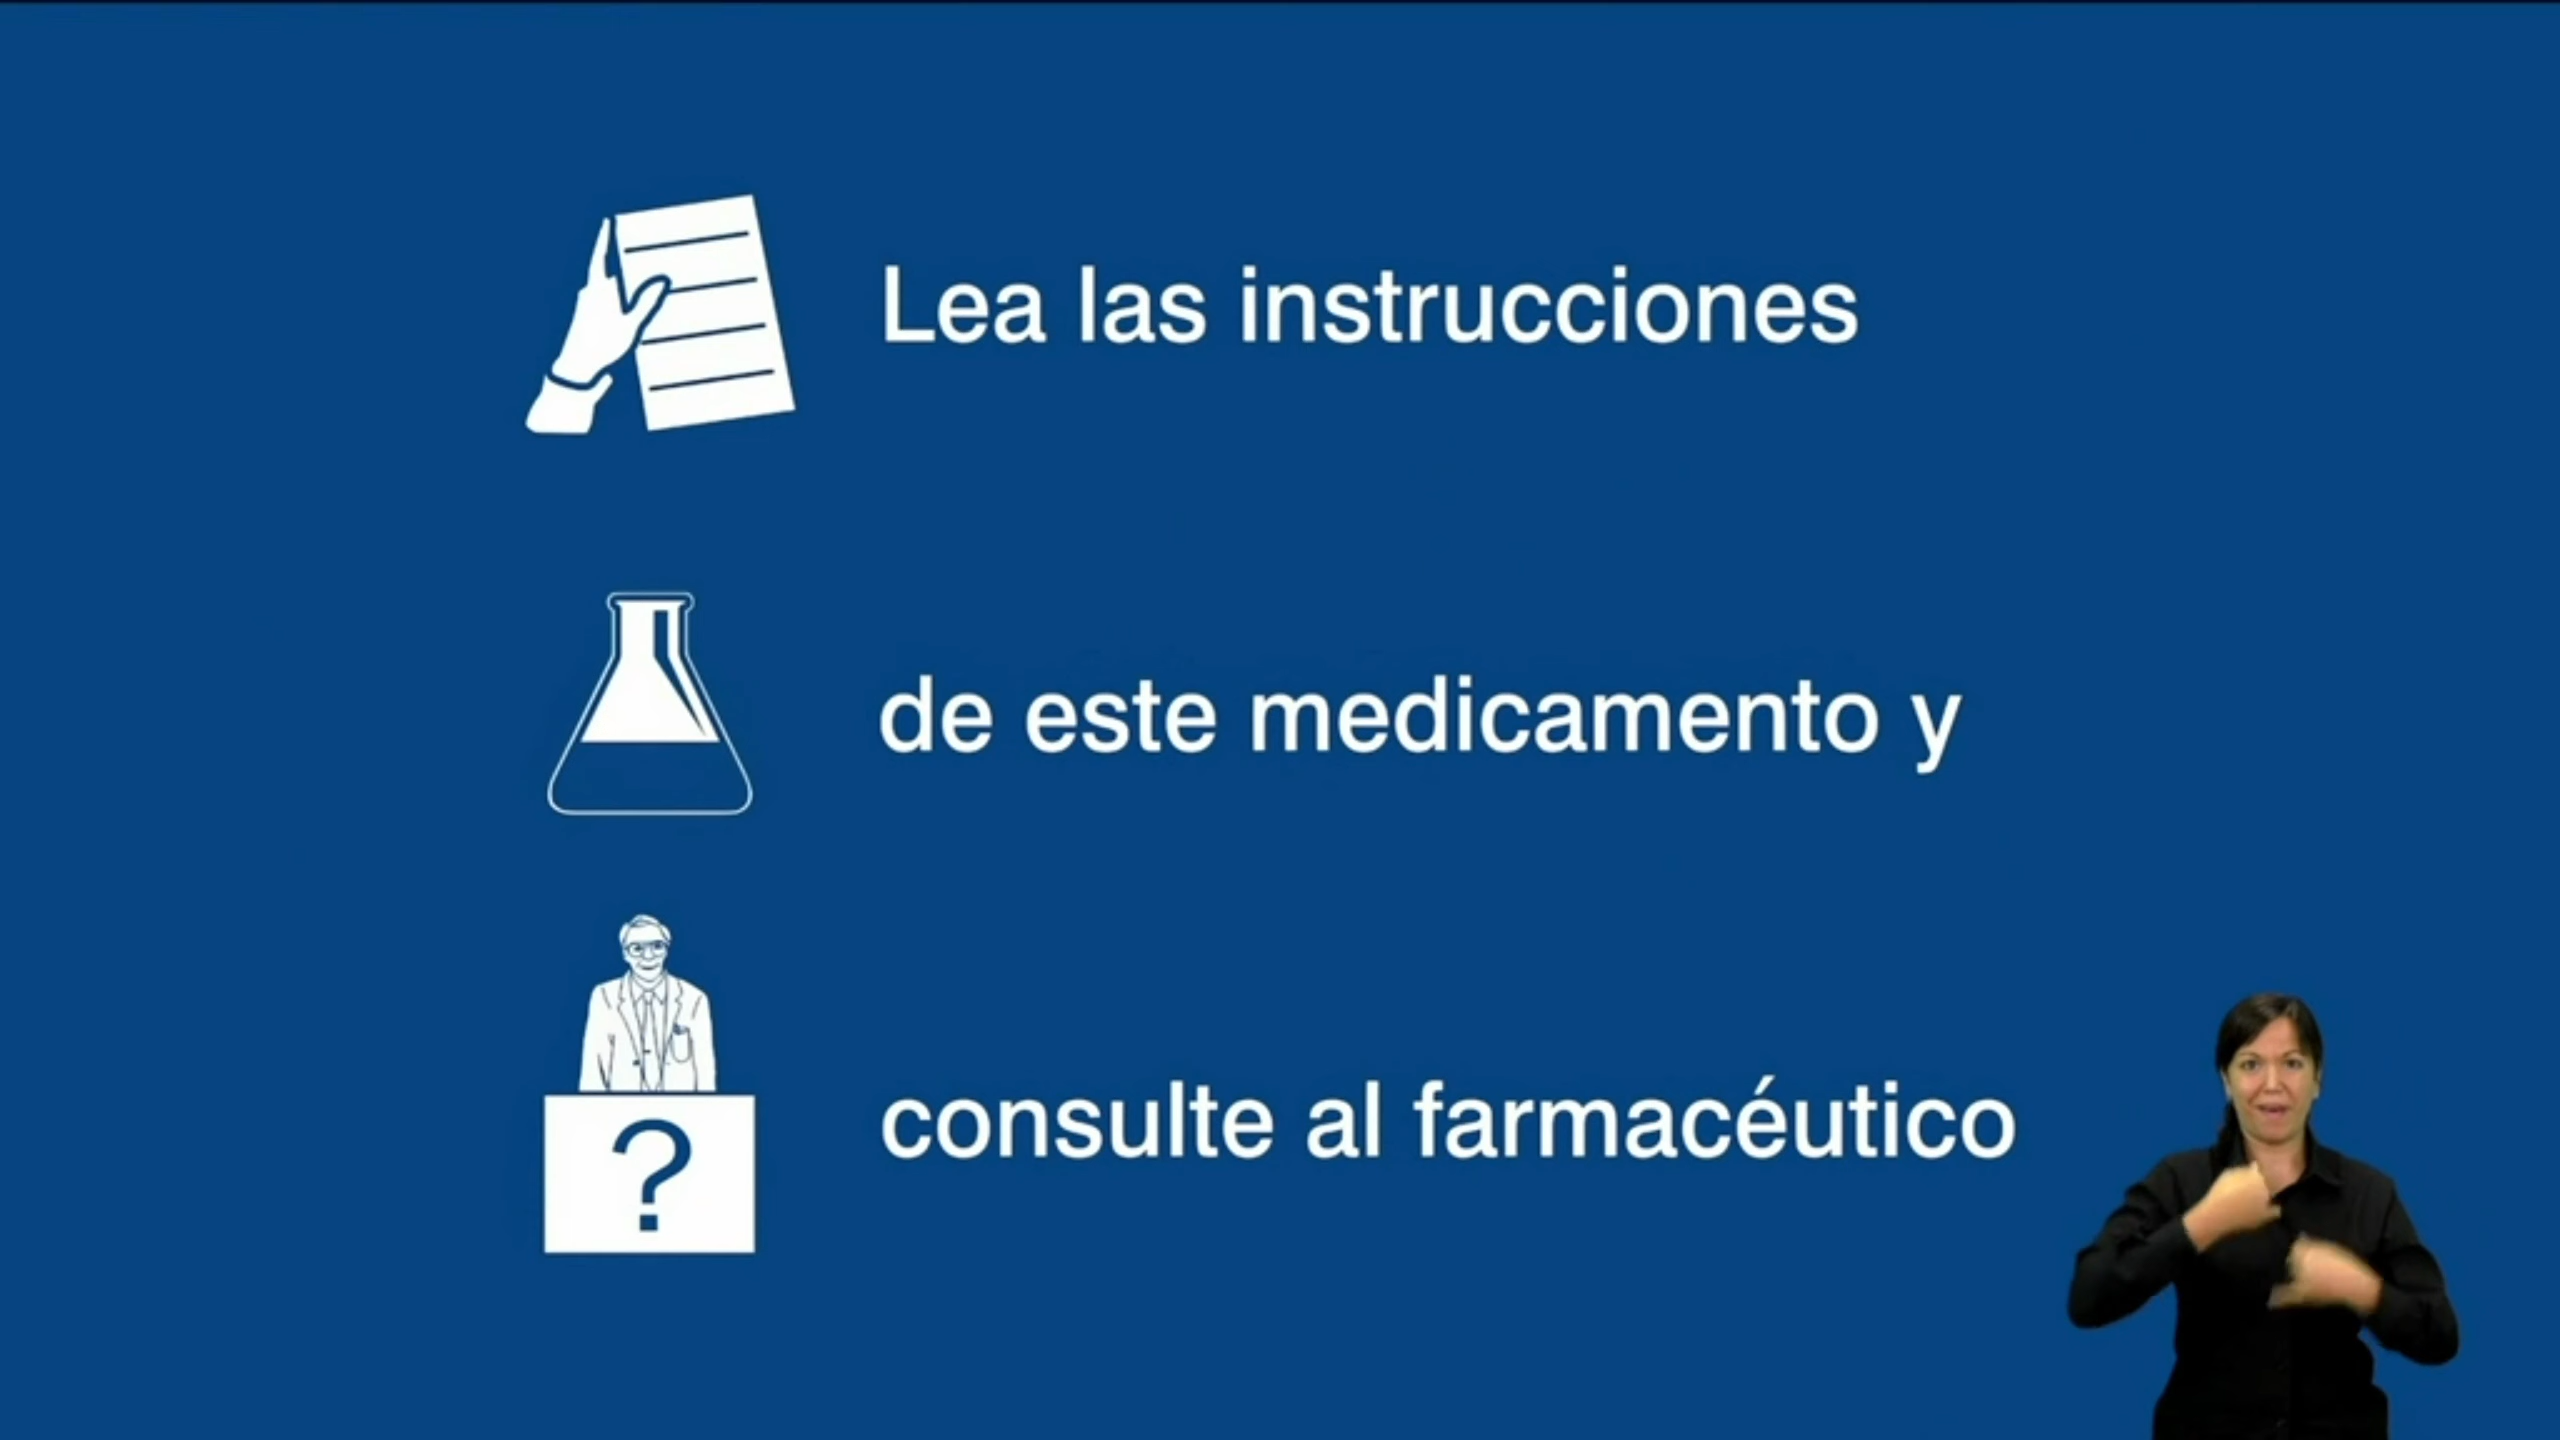 Lea las instrucciones
de este medicamento y
consulte al farmacéutico
?